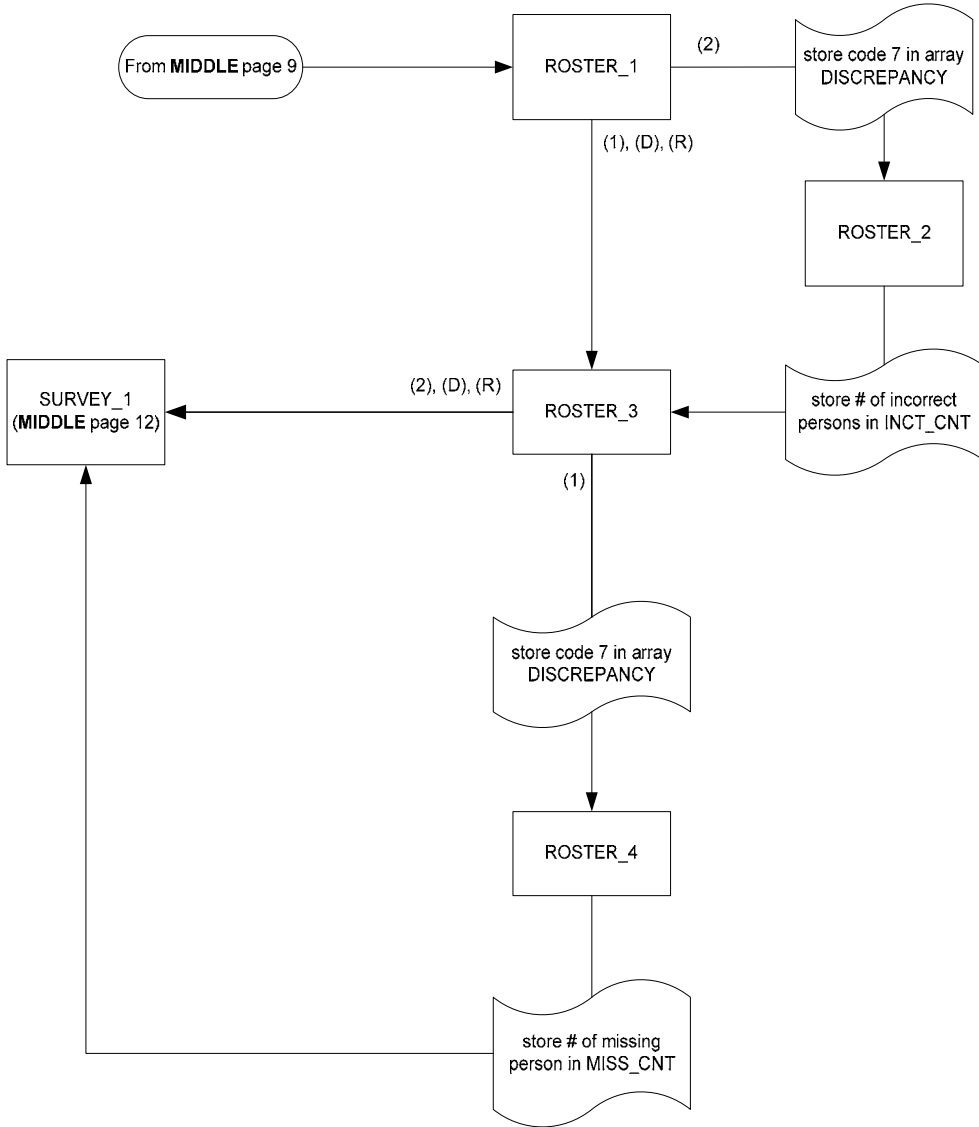 From MIDDLE page 9
ROSTER_1
(2)
store code 7 in array
DISCREPANCY
(1), (D), (R)
ROSTER_2
SURVEY_1
(MIDDLE page 12)
(2), (D), (R)
ROSTER_3
store # of incorrect
persons in INCT_CNT
(1)
store code 7 in array
DISCREPANCY
ROSTER_4
store # of missing
person in MISS_CNT